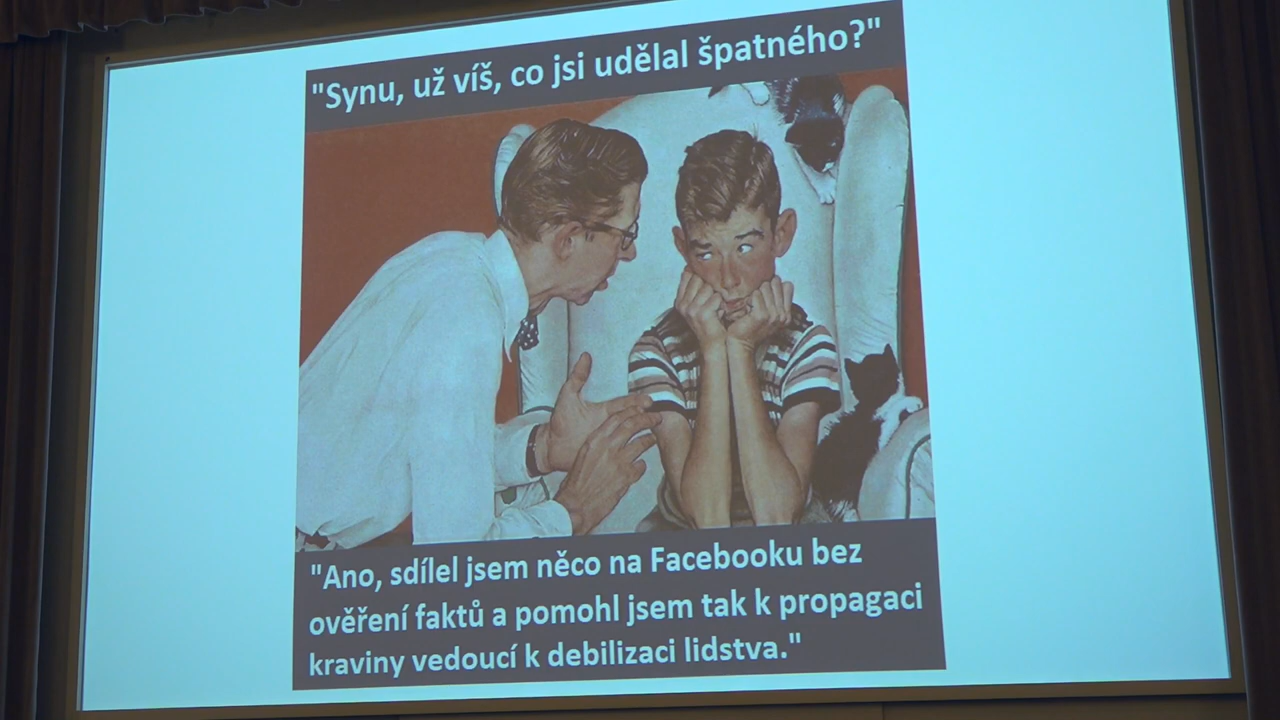 "Synu, už víš, co jsi udělal špatného?"
"Ano, sdílel jsem něco na Facebooku bez
ověření faktů a pomohl jsem tak k propagaci
kraviny vedoucí k debilizaci lidstva."